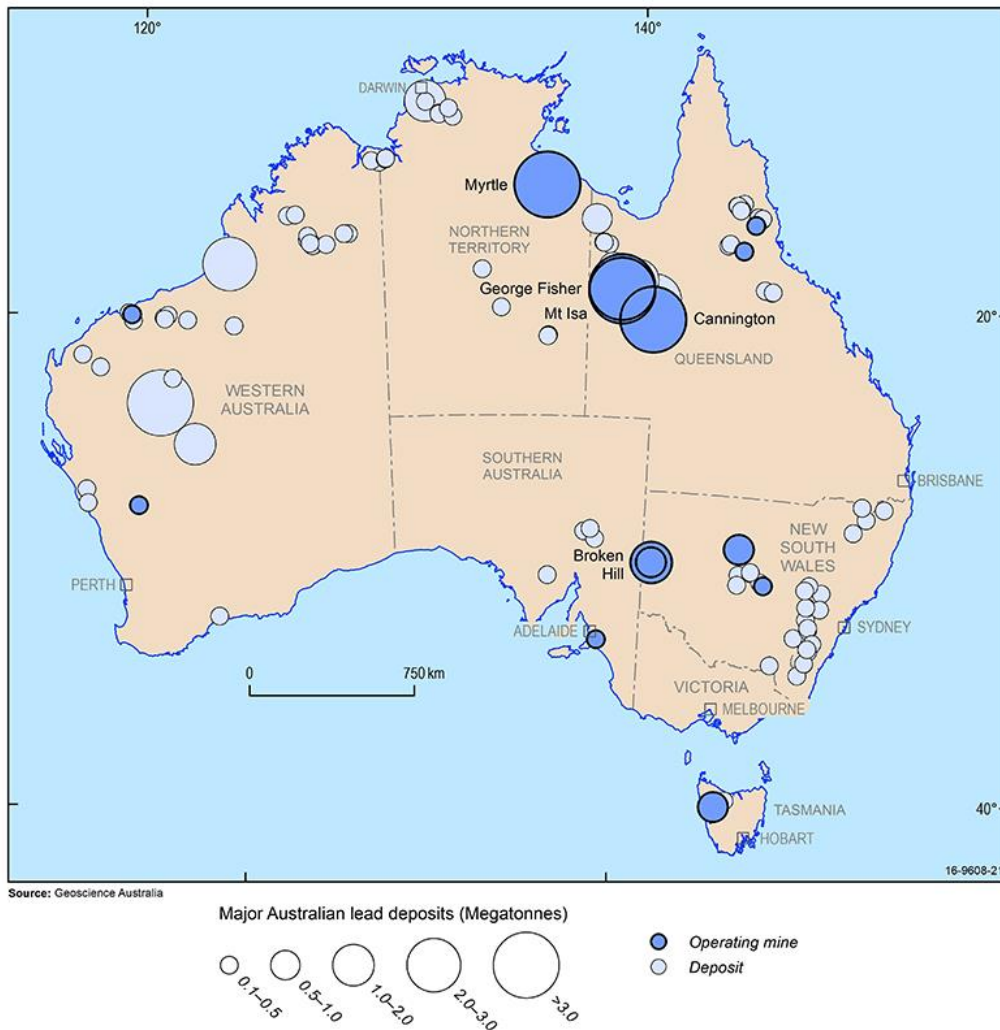 120°
140°
DARWIN
Myrtle
NORTHERN
TERRITORY
George Fisher
Mt Isa
Cannington
20°
QUEENSLAND
WESTERN
AUSTRALIA
SOUTHERN
AUSTRALIA
BRISBANE
NEW
SOUTH
WALES
Broken
Hill
PERTH
ADELAIDE
SYDNEY
0
750 km
VICTORIA
MELBOURNE
TASMANIA
40°
HOBART
16-9608-21
Source: Geoscience Australia
Major Australian lead deposits (Megatonnes)
0.1–0.5
0.5–1.0
1.0–2.0
2.0–3.0
>3.0
Operating mine
Deposit